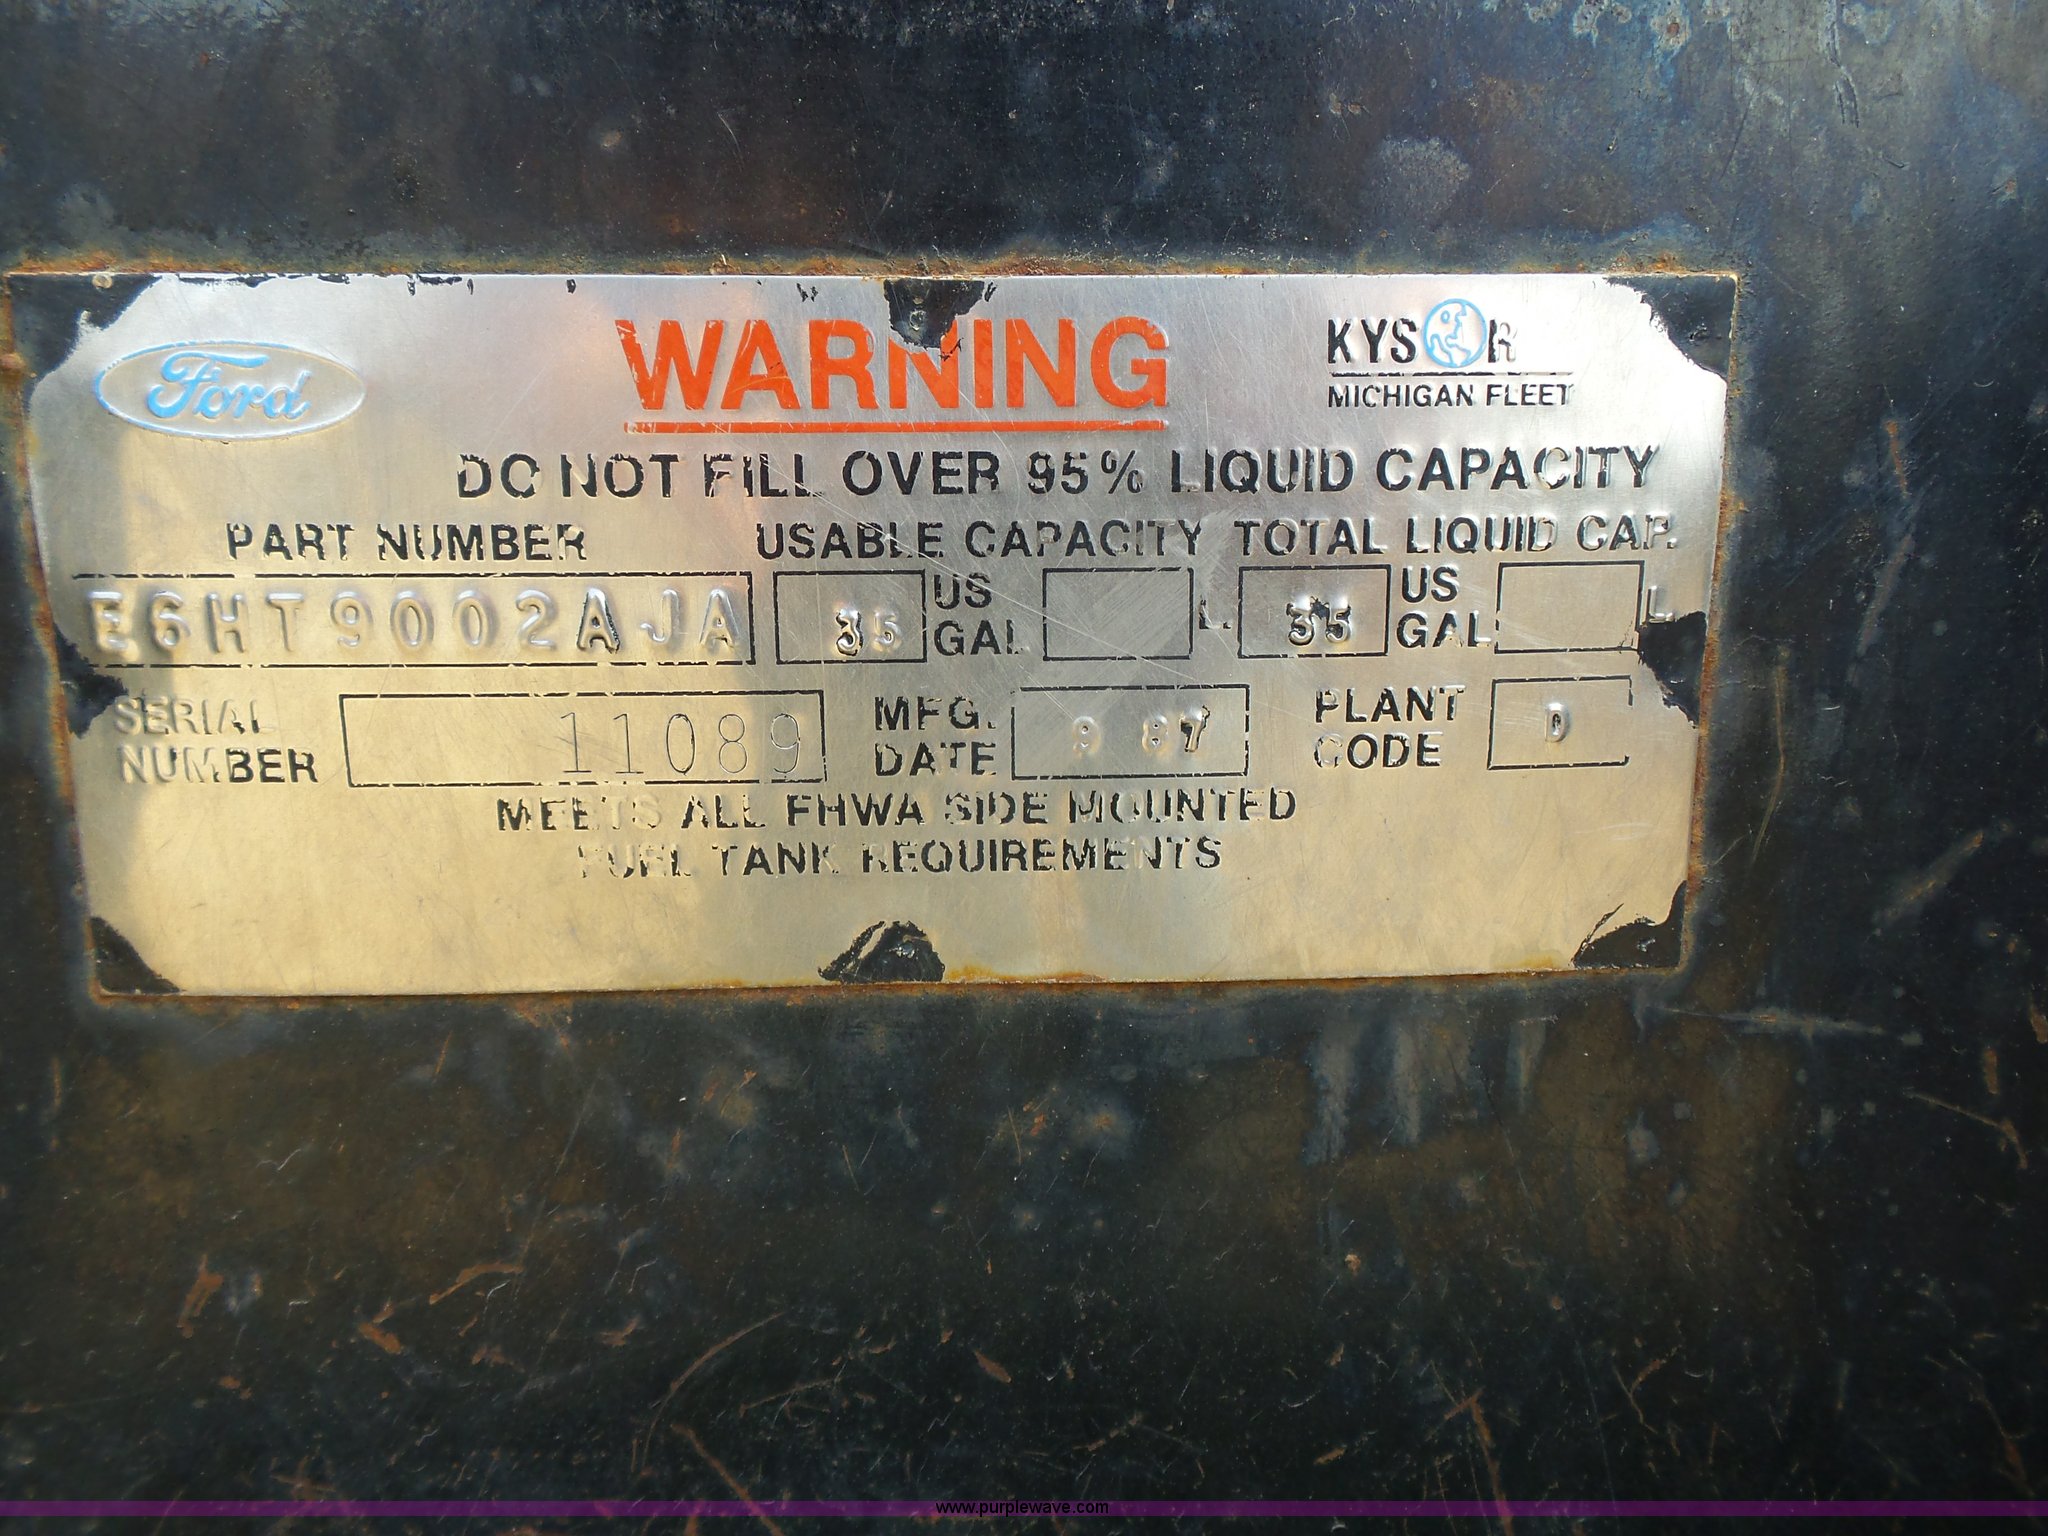 Ford
WARNING
KYSOR
MICHIGAN FLEET
DO NOT FILL OVER 95% LIQUID CAPACITY
PART NUMBER USABLE CAPACITY TOTAL LIQUID CAP.
E6HT9002AJA 35 US GAL L. 35 US GAL L.
SERIAL NUMBER 11089 MFG. DATE 9 87 PLANT CODE D
MEETS ALL FHWA SIDE MOUNTED
FUEL TANK REQUIREMENTS
www.purplewave.com